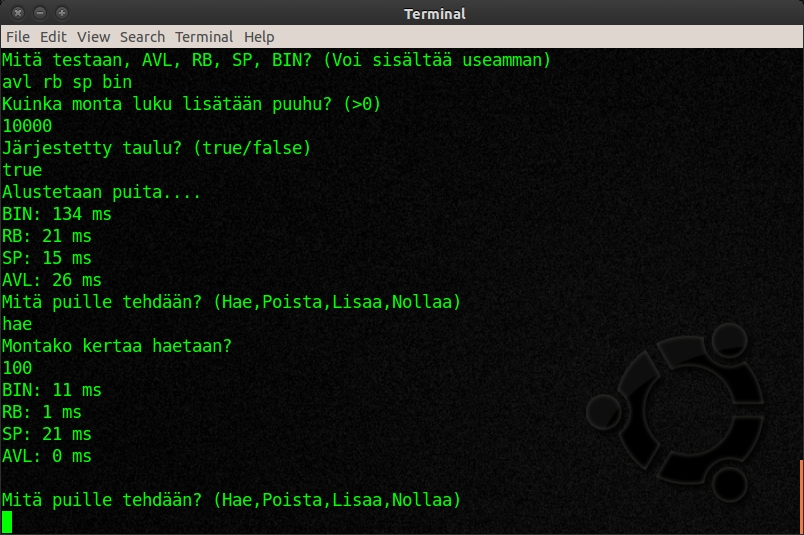 Terminal
File Edit View Search Terminal Help
Mitä testaan, AVL, RB, SP, BIN? (Voi sisältää useamman)
avl rb sp bin
Kuinka monta luku lisätään puuhu? (>0)
10000
Järjestetty taulu? (true/false)
true
Alustetaan puita....
BIN: 134 ms
RB: 21 ms
SP: 15 ms
AVL: 26 ms
Mitä puille tehdään? (Hae,Poista,Lisaa,Nollaa)
hae
Montako kertaa haetaan?
100
BIN: 11 ms
RB: 1 ms
SP: 21 ms
AVL: 0 ms
Mitä puille tehdään? (Hae,Poista,Lisaa,Nollaa)